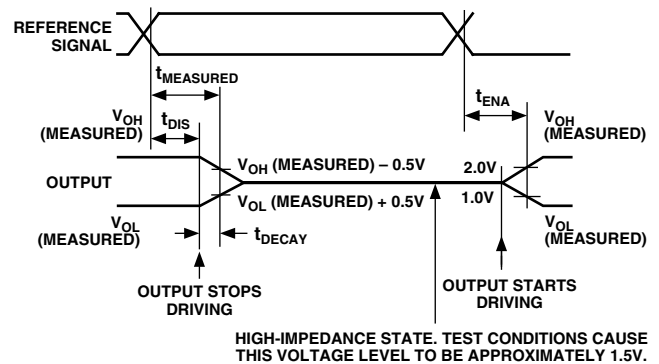 REFERENCE
SIGNAL
tMEASURED
tENA
VOH
(MEASURED)
tDIS
VOH
(MEASURED)
VOH (MEASURED) – 0.5V
2.0V
OUTPUT
VOL (MEASURED) + 0.5V
1.0V
VOL
(MEASURED)
tDECAY
VOL
(MEASURED)
OUTPUT STOPS
DRIVING
OUTPUT STARTS
DRIVING
HIGH-IMPEDANCE STATE. TEST CONDITIONS CAUSE
THIS VOLTAGE LEVEL TO BE APPROXIMATELY 1.5V.